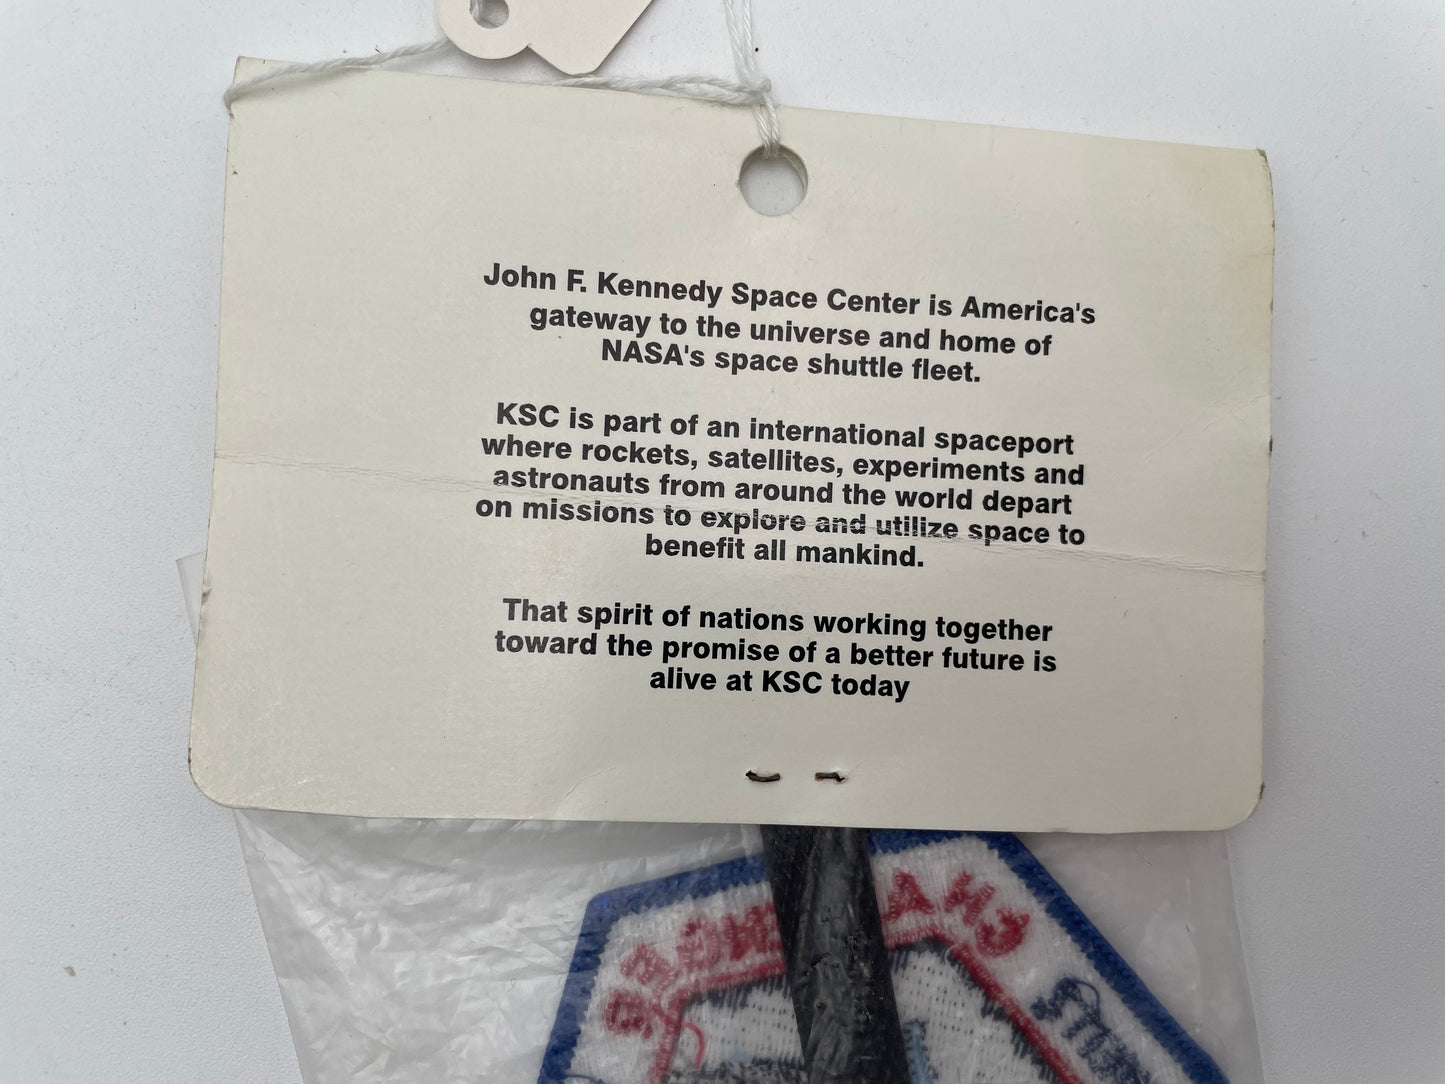 John F. Kennedy Space Center is America's
gateway to the universe and home of
NASA's space shuttle fleet.
KSC is part of an international spaceport
where rockets, satellites, experiments and
astronauts from around the world depart
on missions to explore and utilize space to
benefit all mankind.
That spirit of nations working together
toward the promise of a better future is
alive at KSC today